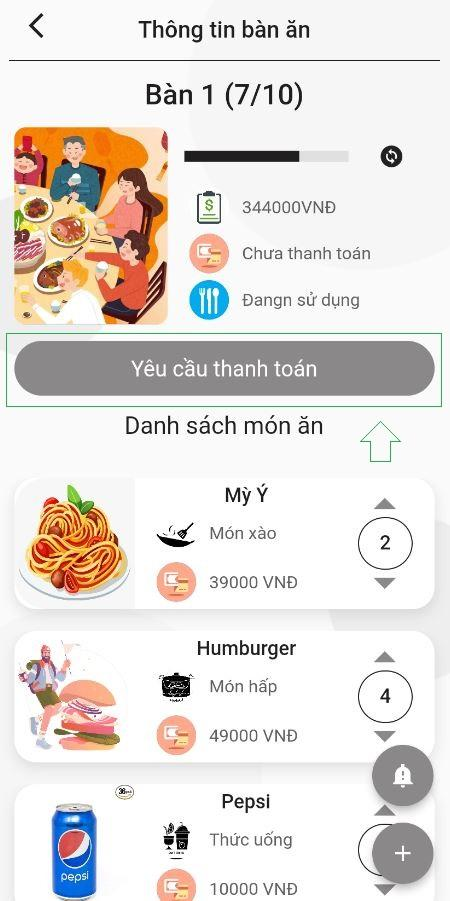 Thông tin bàn ăn
Bàn 1 (7/10)
344000VNĐ
Chưa thanh toán
Đangn sử dụng
Yêu cầu thanh toán
Danh sách món ăn
Mỳ Ý
Món xào
2
39000 VNĐ
Humburger
Món hấp
4
49000 VNĐ
Pepsi
Thức uống
10000 VNĐ
pepsi